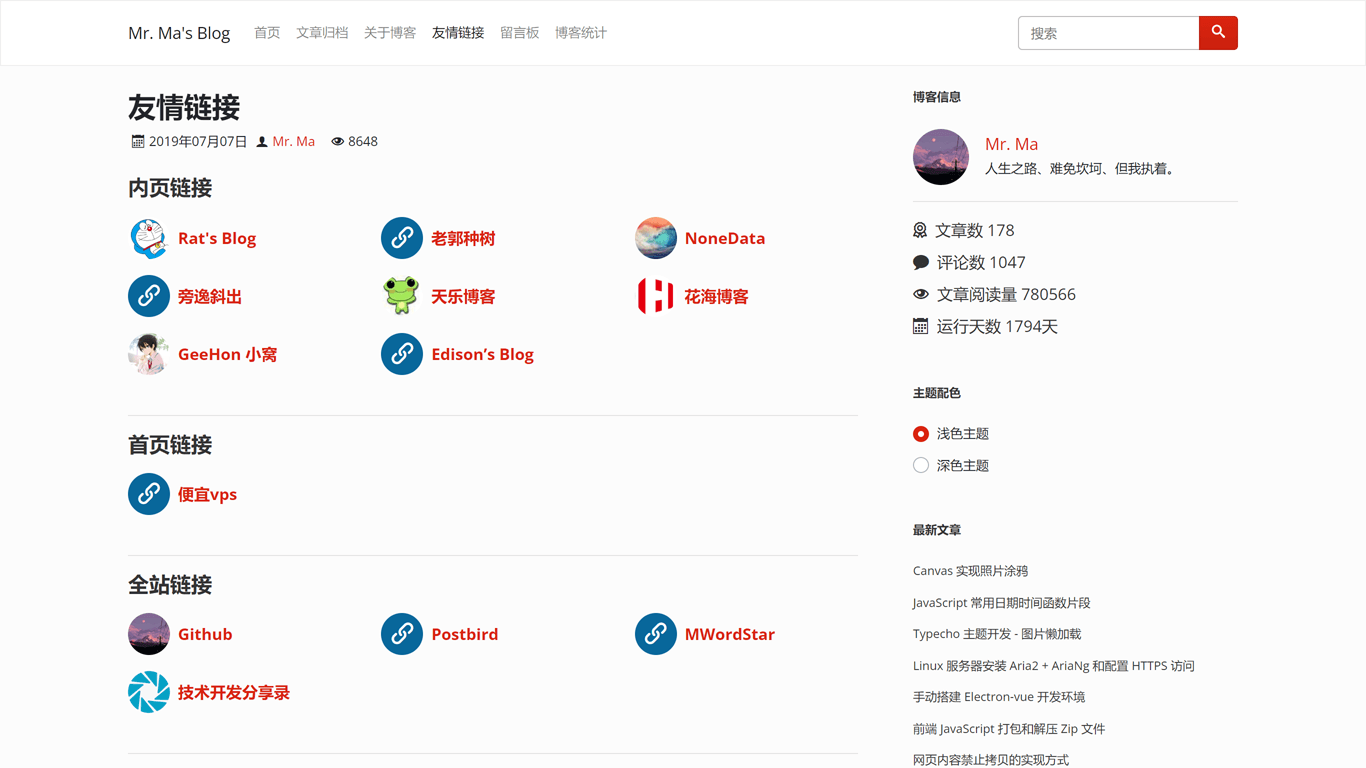 Mr. Ma's Blog 首页 文章归档 关于博客 友情链接 留言板 博客统计 搜索
友情链接
2019年07月07日 Mr. Ma 8648
内页链接
Rat's Blog 老郭种树 NoneData
旁逸斜出 天乐博客 花海博客
GeeHon 小窝 Edison’s Blog
首页链接
便宜vps
全站链接
Github Postbird MWordStar
技术开发分享录
博客信息
Mr. Ma
人生之路、难免坎坷、但我执着。
文章数 178
评论数 1047
文章阅读量 780566
运行天数 1794天
主题配色
浅色主题
深色主题
最新文章
Canvas 实现照片涂鸦
JavaScript 常用日期时间函数片段
Typecho 主题开发 - 图片懒加载
Linux 服务器安装 Aria2 + AriaNg 和配置 HTTPS 访问
手动搭建 Electron-vue 开发环境
前端 JavaScript 打包和解压 Zip 文件
网页内容禁止拷贝的实现方式